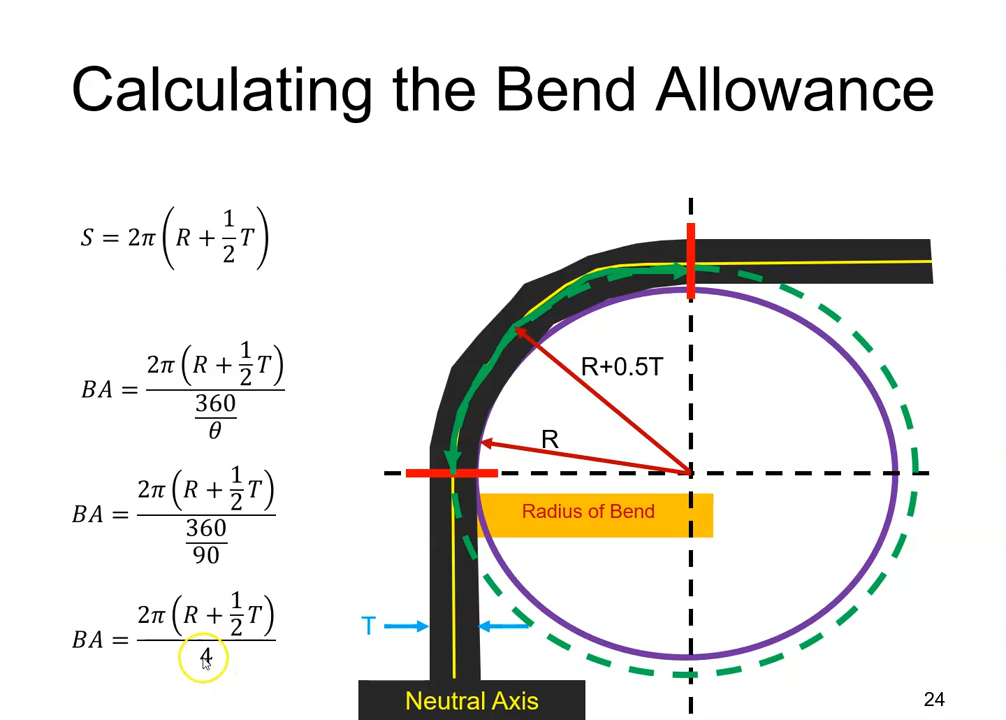 Calculating the Bend Allowance
S = 2π(R + 1/2 T)
BA = 2π(R + 1/2 T) / (360/θ)
BA = 2π(R + 1/2 T) / (360/90)
BA = 2π(R + 1/2 T) / 4
R+0.5T
R
Radius of Bend
T
Neutral Axis
24